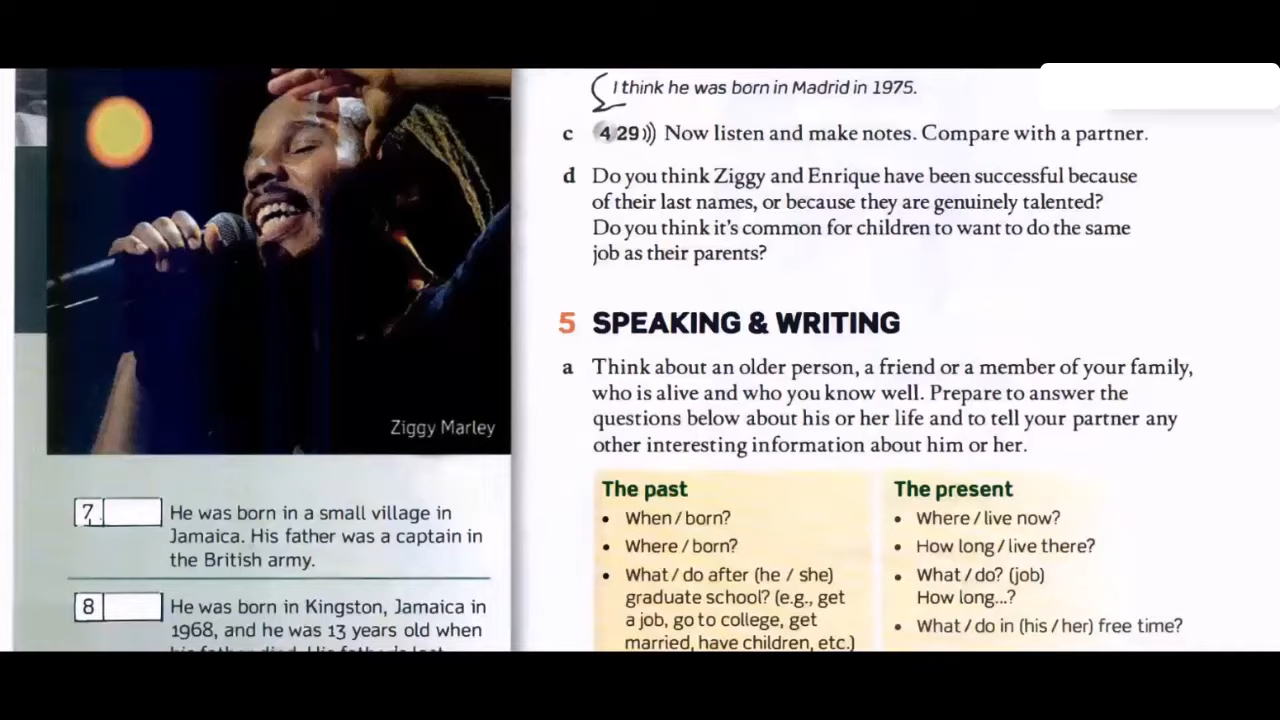 Ziggy Marley
7
He was born in a small village in
Jamaica. His father was a captain in
the British army.
8
He was born in Kingston, Jamaica in
1968, and he was 13 years old when
I think he was born in Madrid in 1975.
c 4 29))) Now listen and make notes. Compare with a partner.
d Do you think Ziggy and Enrique have been successful because
of their last names, or because they are genuinely talented?
Do you think it's common for children to want to do the same
job as their parents?
5 SPEAKING & WRITING
a Think about an older person, a friend or a member of your family,
who is alive and who you know well. Prepare to answer the
questions below about his or her life and to tell your partner any
other interesting information about him or her.
The past
• When / born?
• Where / born?
• What / do after (he / she)
graduate school? (e.g., get
a job, go to college, get
married, have children, etc.)
The present
• Where / live now?
• How long / live there?
• What / do? (job)
How long...?
• What / do in (his / her) free time?